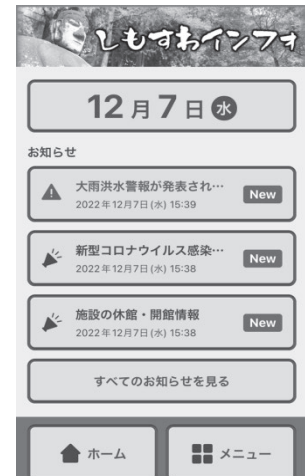 しもすわインフォ
12月7日水
お知らせ
大雨洪水警報が発表され…
2022年12月7日(水) 15:39
New
新型コロナウイルス感染…
2022年12月7日(水) 15:38
New
施設の休館・開館情報
2022年12月7日(水) 15:38
New
すべてのお知らせを見る
ホーム
メニュー